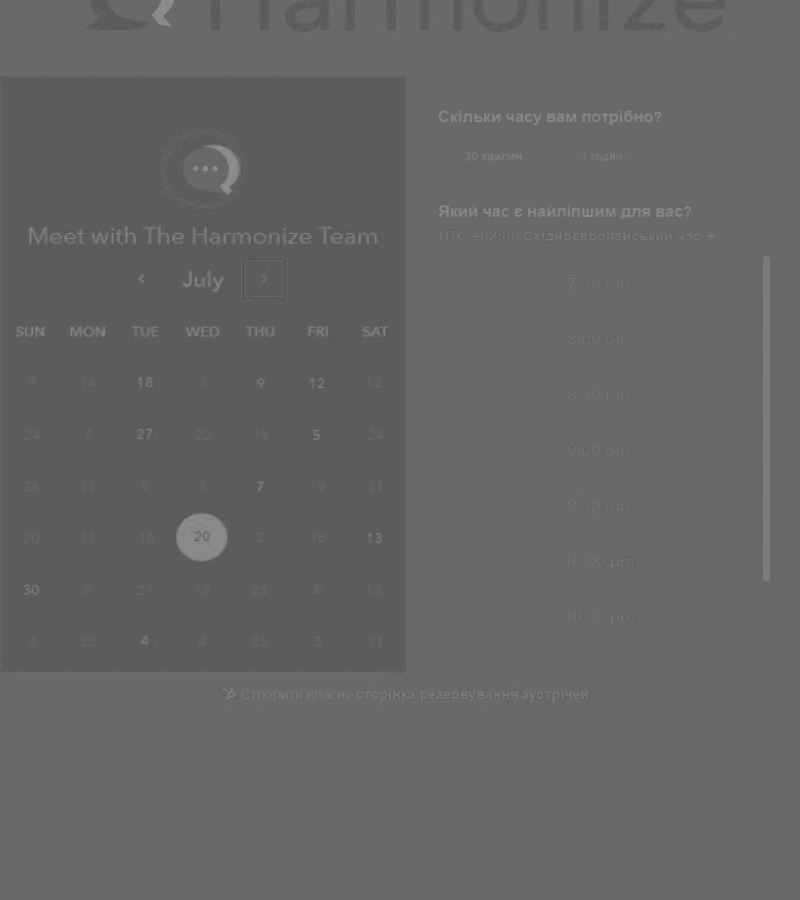 Harmonize
Meet with The Harmonize Team
July
SUN MON TUE WED THU FRI SAT
9 14 18 7 9 12 12
24 7 27 22 16 5 24
28 11 5 1 7 19 31
20 11 10 20 2 16 13
30 6 27 18 26 8 18
3 22 4 4 25 3 31
Скільки часу вам потрібно?
30 хвилин 1 годин
Який час є найліпшим для вас?
UTC +02:00 Східноєвропейський час
7:30 pm
8:00 pm
8:30 pm
9:00 pm
9:30 pm
10:00 pm
10:30 pm
Створити власну сторінка резервування зустрічей